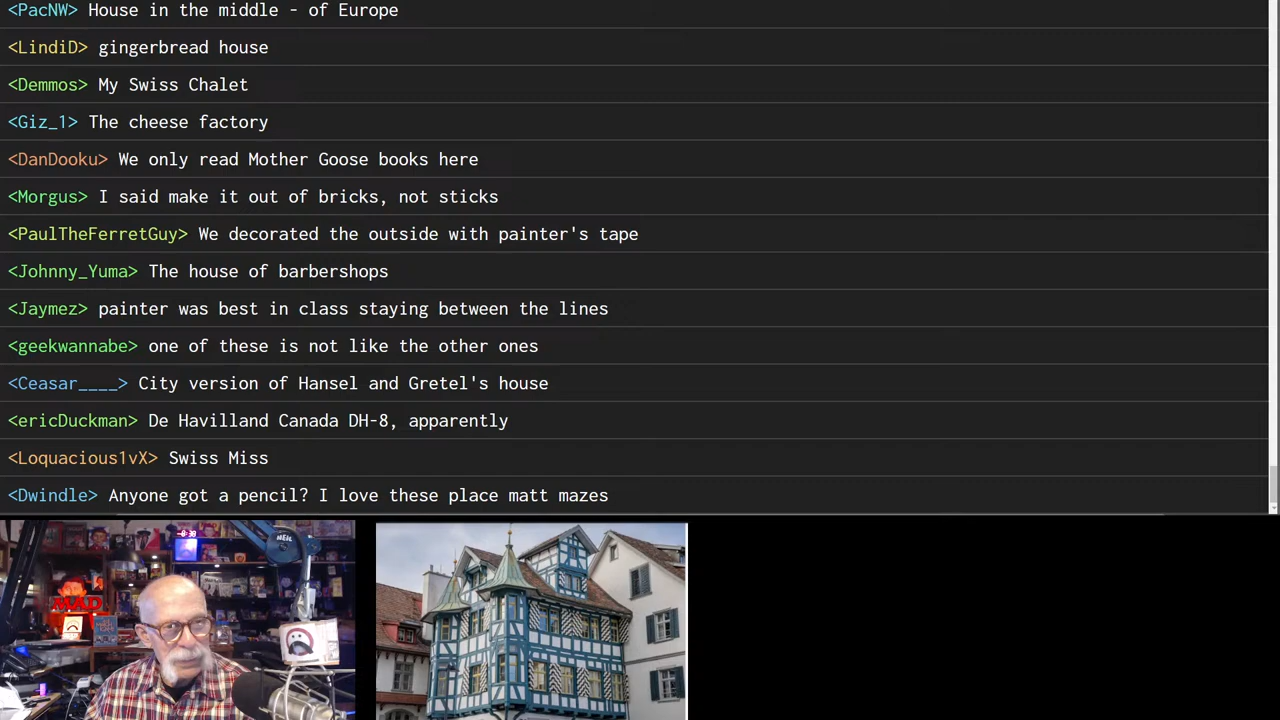 <PacNW> House in the middle - of Europe
<LindiD> gingerbread house
<Demmos> My Swiss Chalet
<Giz_1> The cheese factory
<DanDooku> We only read Mother Goose books here
<Morgus> I said make it out of bricks, not sticks
<PaulTheFerretGuy> We decorated the outside with painter's tape
<Johnny_Yuma> The house of barbershops
<Jaymez> painter was best in class staying between the lines
<geekwannabe> one of these is not like the other ones
<Ceasar____> City version of Hansel and Gretel's house
<ericDuckman> De Havilland Canada DH-8, apparently
<Loquacious1vX> Swiss Miss
<Dwindle> Anyone got a pencil? I love these place matt mazes
HEIL
MAD